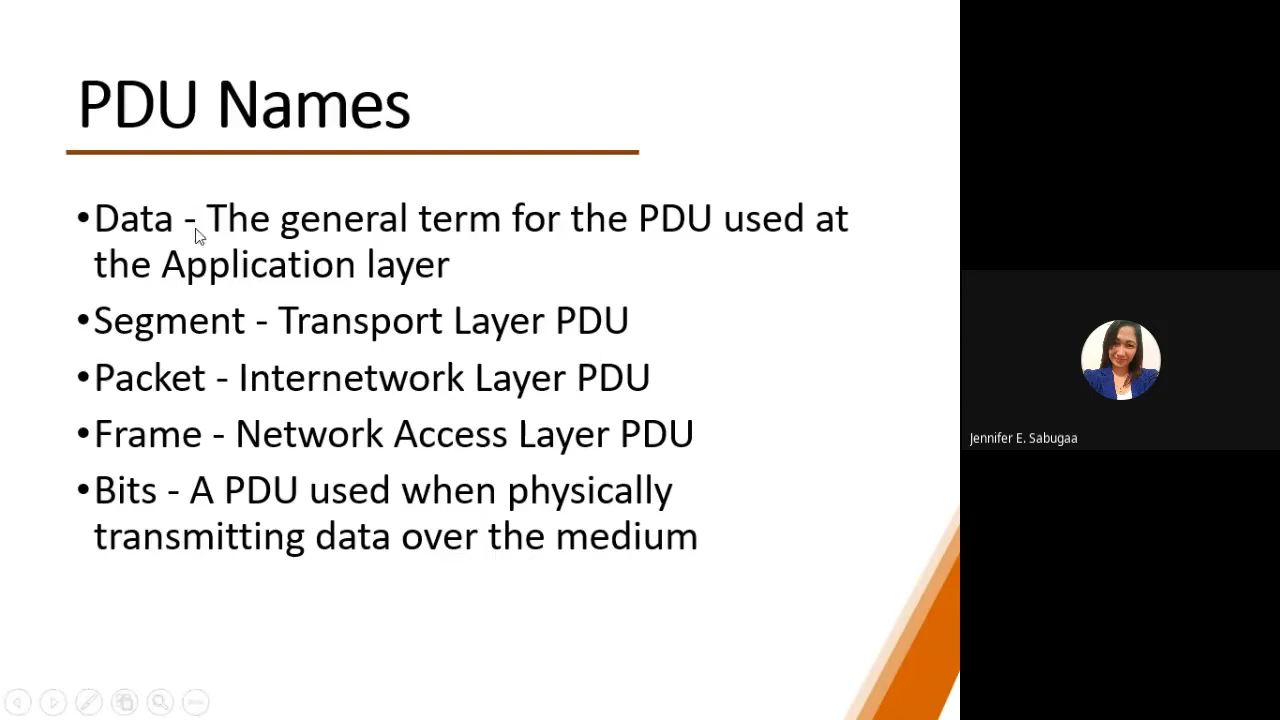 PDU Names
•Data - The general term for the PDU used at
the Application layer
•Segment - Transport Layer PDU
•Packet - Internetwork Layer PDU
•Frame - Network Access Layer PDU
•Bits - A PDU used when physically
transmitting data over the medium
Jennifer E. Sabugaa